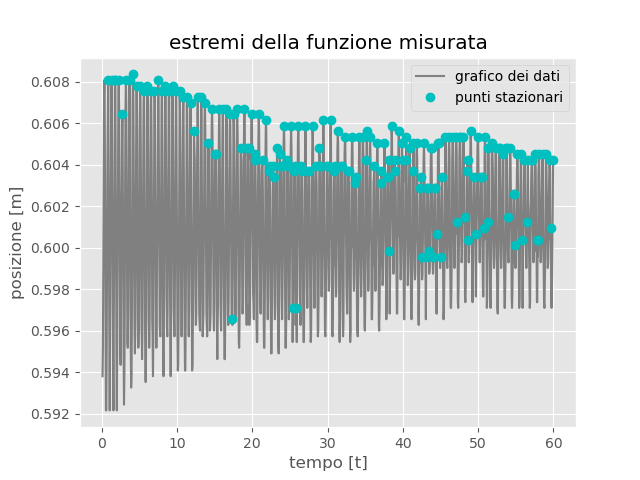 estremi della funzione misurata
grafico dei dati
punti stazionari
posizione [m]
0.608
0.606
0.604
0.602
0.600
0.598
0.596
0.594
0.592
0 10 20 30 40 50 60
tempo [t]